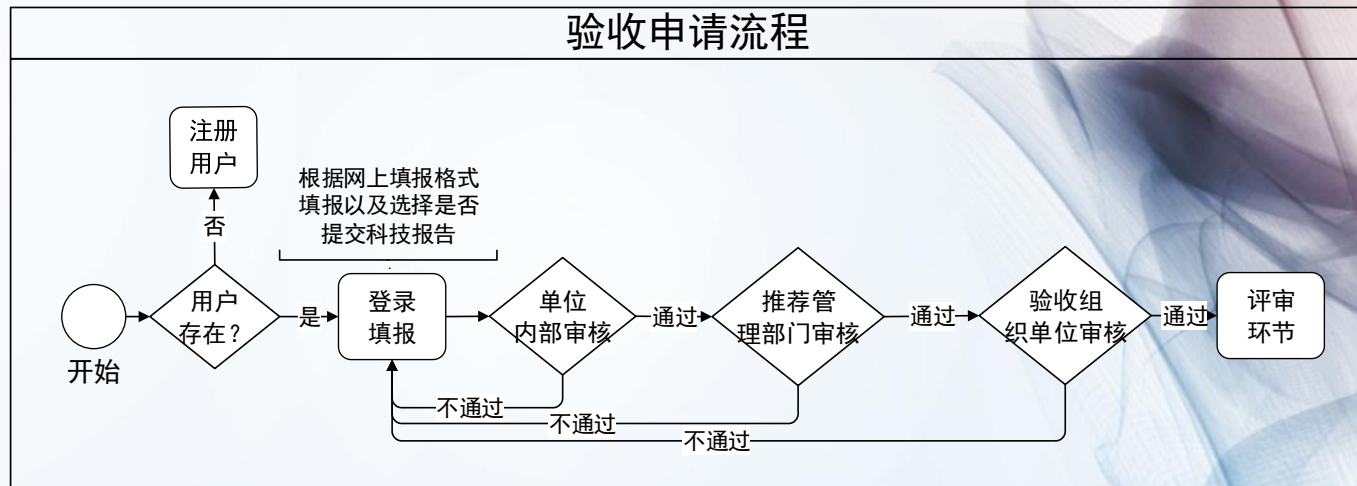 验收申请流程
注册
用户
根据网上填报格式
填报以及选择是否
提交科技报告
否
用户
存在？
是
登录
填报
单位
内部审核
通过
推荐管
理部门审核
通过
验收组
织单位审核
通过
评审
环节
开始
不通过
不通过
不通过